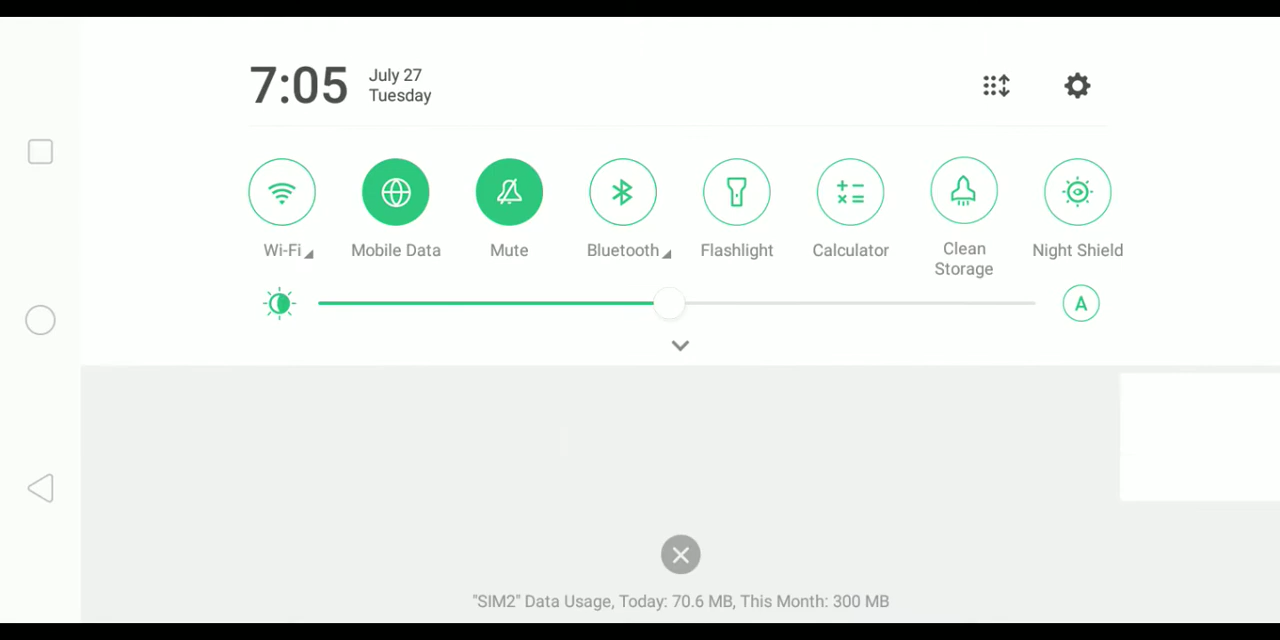 7:05
July 27
Tuesday
Wi-Fi
Mobile Data
Mute
Bluetooth
Flashlight
Calculator
Clean
Storage
Night Shield
A
"SIM2" Data Usage, Today: 70.6 MB, This Month: 300 MB